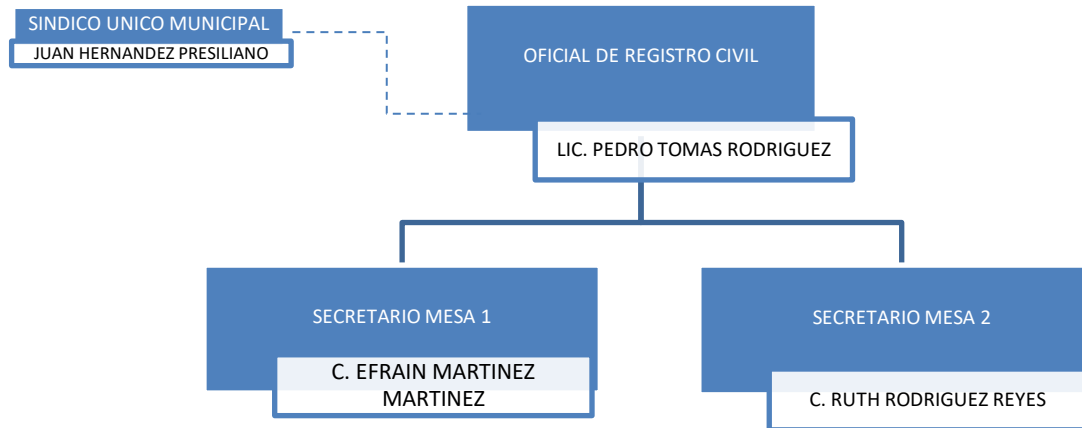 SINDICO UNICO MUNICIPAL
JUAN HERNANDEZ PRESILIANO
OFICIAL DE REGISTRO CIVIL
LIC. PEDRO TOMAS RODRIGUEZ
SECRETARIO MESA 1
C. EFRAIN MARTINEZ
MARTINEZ
SECRETARIO MESA 2
C. RUTH RODRIGUEZ REYES